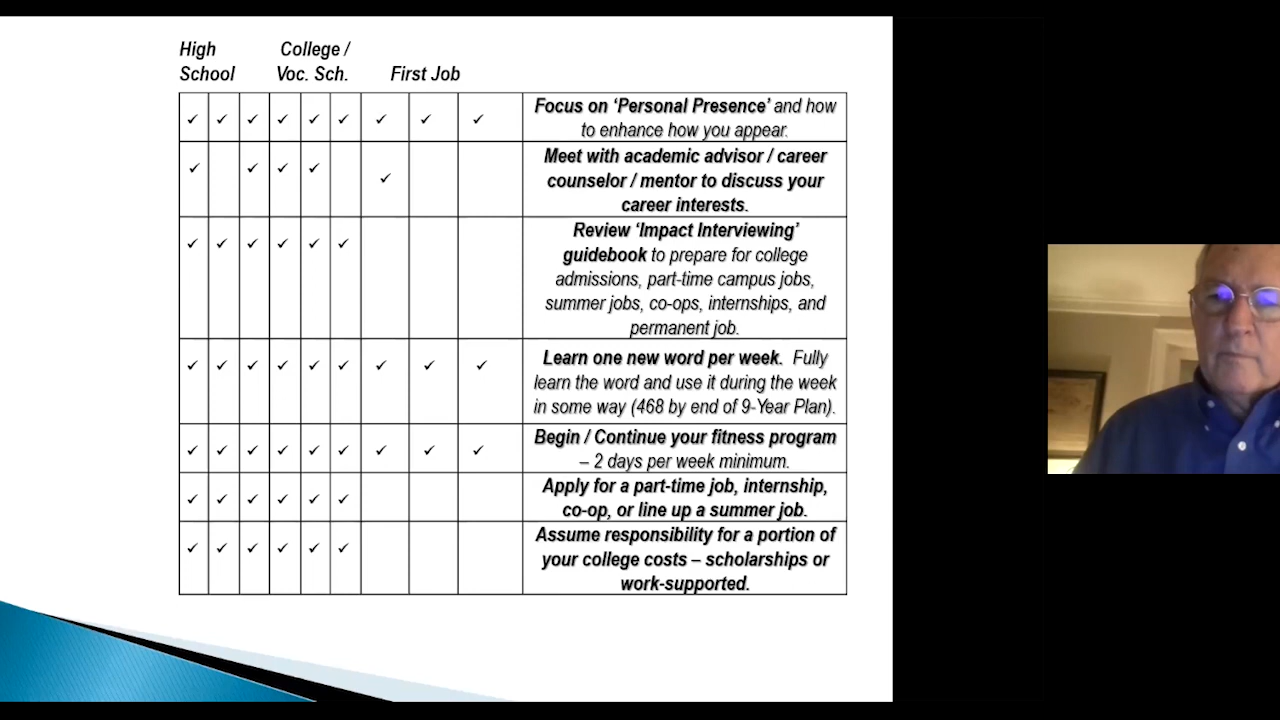 High College /
School Voc. Sch. First Job
✓ ✓ ✓ ✓ ✓ ✓ ✓ ✓ ✓ Focus on ‘Personal Presence’ and how
to enhance how you appear.
✓ ✓ ✓ ✓ ✓ Meet with academic advisor / career
counselor / mentor to discuss your
career interests.
✓ ✓ ✓ ✓ ✓ ✓ Review ‘Impact Interviewing’
guidebook to prepare for college
admissions, part-time campus jobs,
summer jobs, co-ops, internships, and
permanent job.
✓ ✓ ✓ ✓ ✓ ✓ ✓ ✓ ✓ Learn one new word per week. Fully
learn the word and use it during the week
in some way (468 by end of 9-Year Plan).
✓ ✓ ✓ ✓ ✓ ✓ ✓ ✓ ✓ Begin / Continue your fitness program
– 2 days per week minimum.
✓ ✓ ✓ ✓ ✓ ✓ Apply for a part-time job, internship,
co-op, or line up a summer job.
✓ ✓ ✓ ✓ ✓ ✓ Assume responsibility for a portion of
your college costs – scholarships or
work-supported.